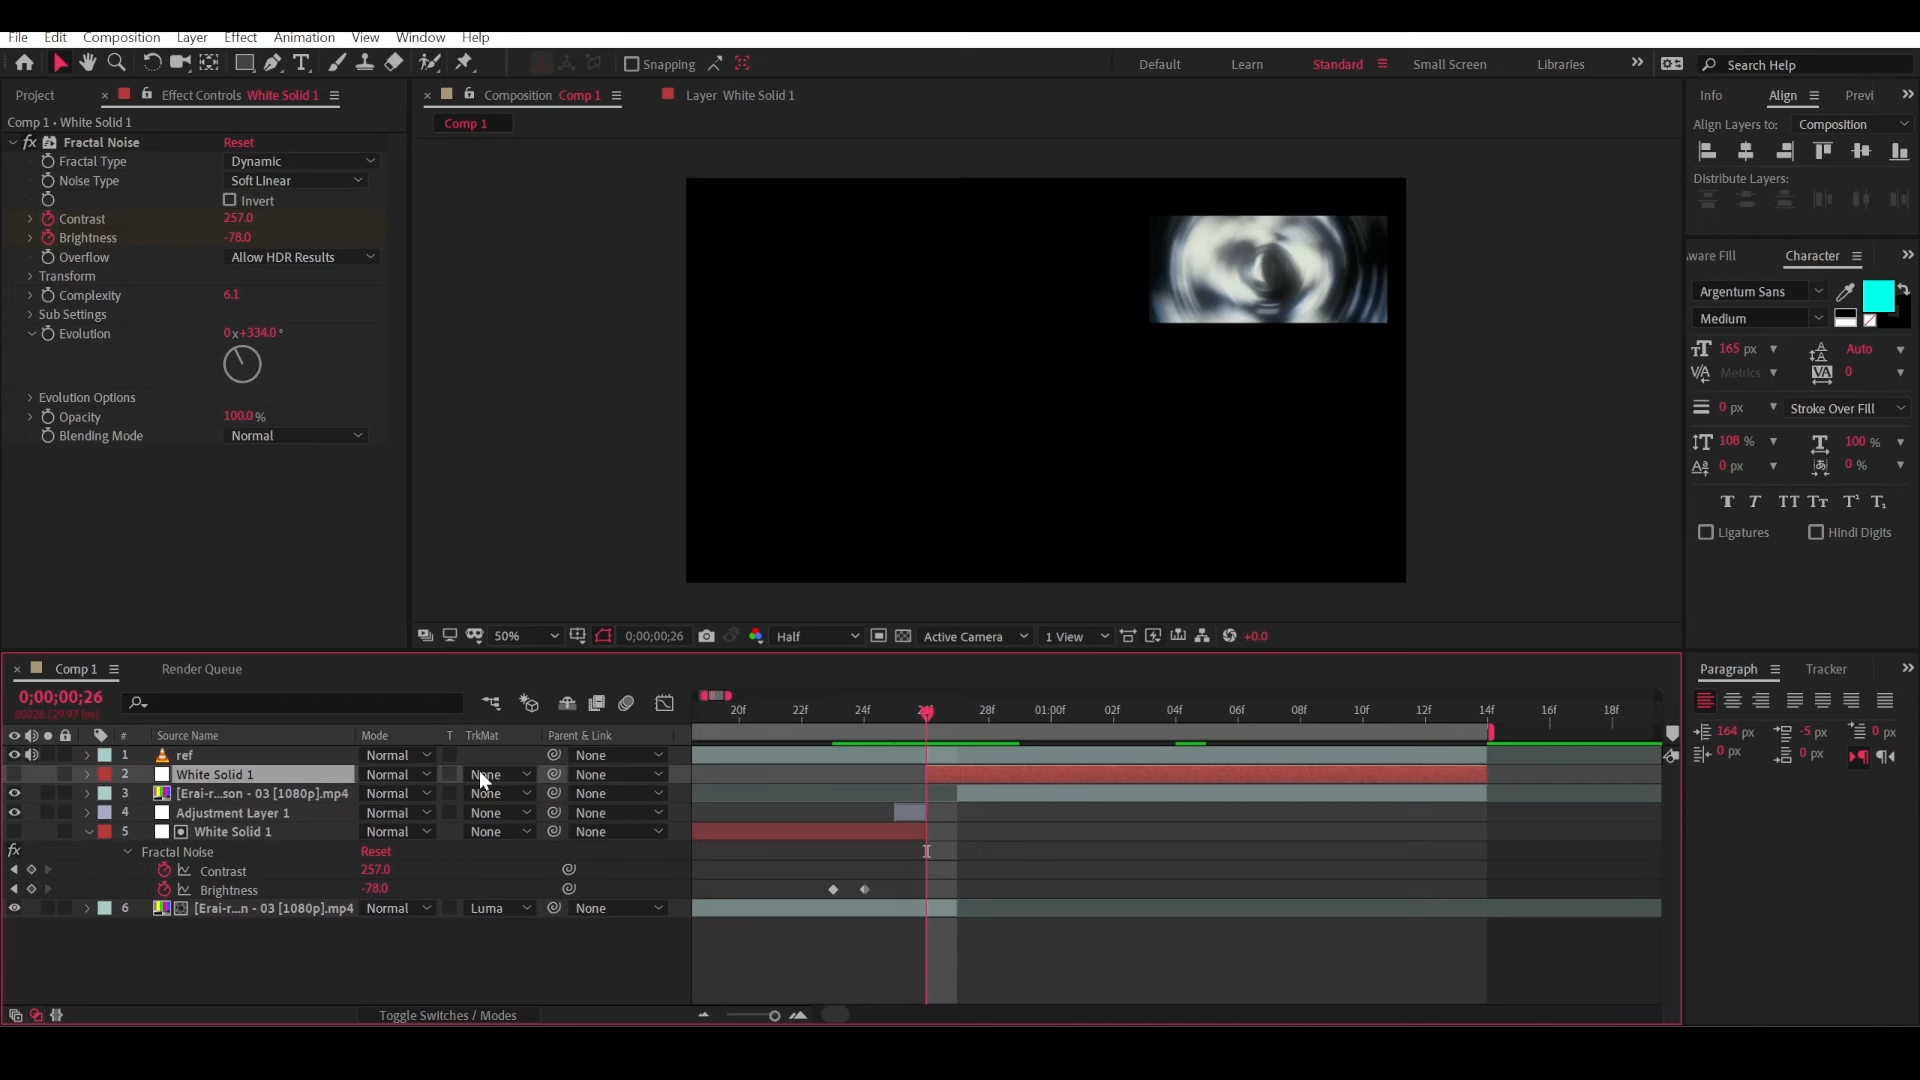 File Edit Composition Layer Effect Animation View Window Help
Snapping
Default Learn Standard Small Screen Libraries
Search Help
Project Effect Controls White Solid 1
Comp 1 • White Solid 1
fx Fractal Noise Reset
Fractal Type Dynamic
Noise Type Soft Linear
Invert
Contrast 257.0
Brightness -78.0
Overflow Allow HDR Results
Transform
Complexity 6.1
Sub Settings
Evolution 0x+334.0°
Evolution Options
Opacity 100.0 %
Blending Mode Normal
Composition Comp 1 Layer White Solid 1
Comp 1
50% 0;00;00;26 Half Active Camera 1 View +0.0
Info Align Previ
Align Layers to: Composition
Distribute Layers:
ware Fill Character
Argentum Sans
Medium
165 px Auto
Metrics 0
0 px Stroke Over Fill
108 % 100 %
0 px 0 %
T T TT Tt T¹ T₁
Ligatures Hindi Digits
Paragraph Tracker
164 px -5 px 0 px
0 px 0 px
Comp 1 Render Queue
0;00;00;26
00026 (29.97 fps)
20f 22f 24f 26f 28f 01:00f 02f 04f 06f 08f 10f 12f 14f 16f 18f
# Source Name Mode T TrkMat Parent & Link
1 ref Normal None
2 White Solid 1 Normal None None
3 [Erai-r...son - 03 [1080p].mp4 Normal None None
4 Adjustment Layer 1 Normal None None
5 White Solid 1 Normal None None
fx Fractal Noise Reset
Contrast 257.0
Brightness -78.0
6 [Erai-r...n - 03 [1080p].mp4 Normal Luma None
Toggle Switches / Modes